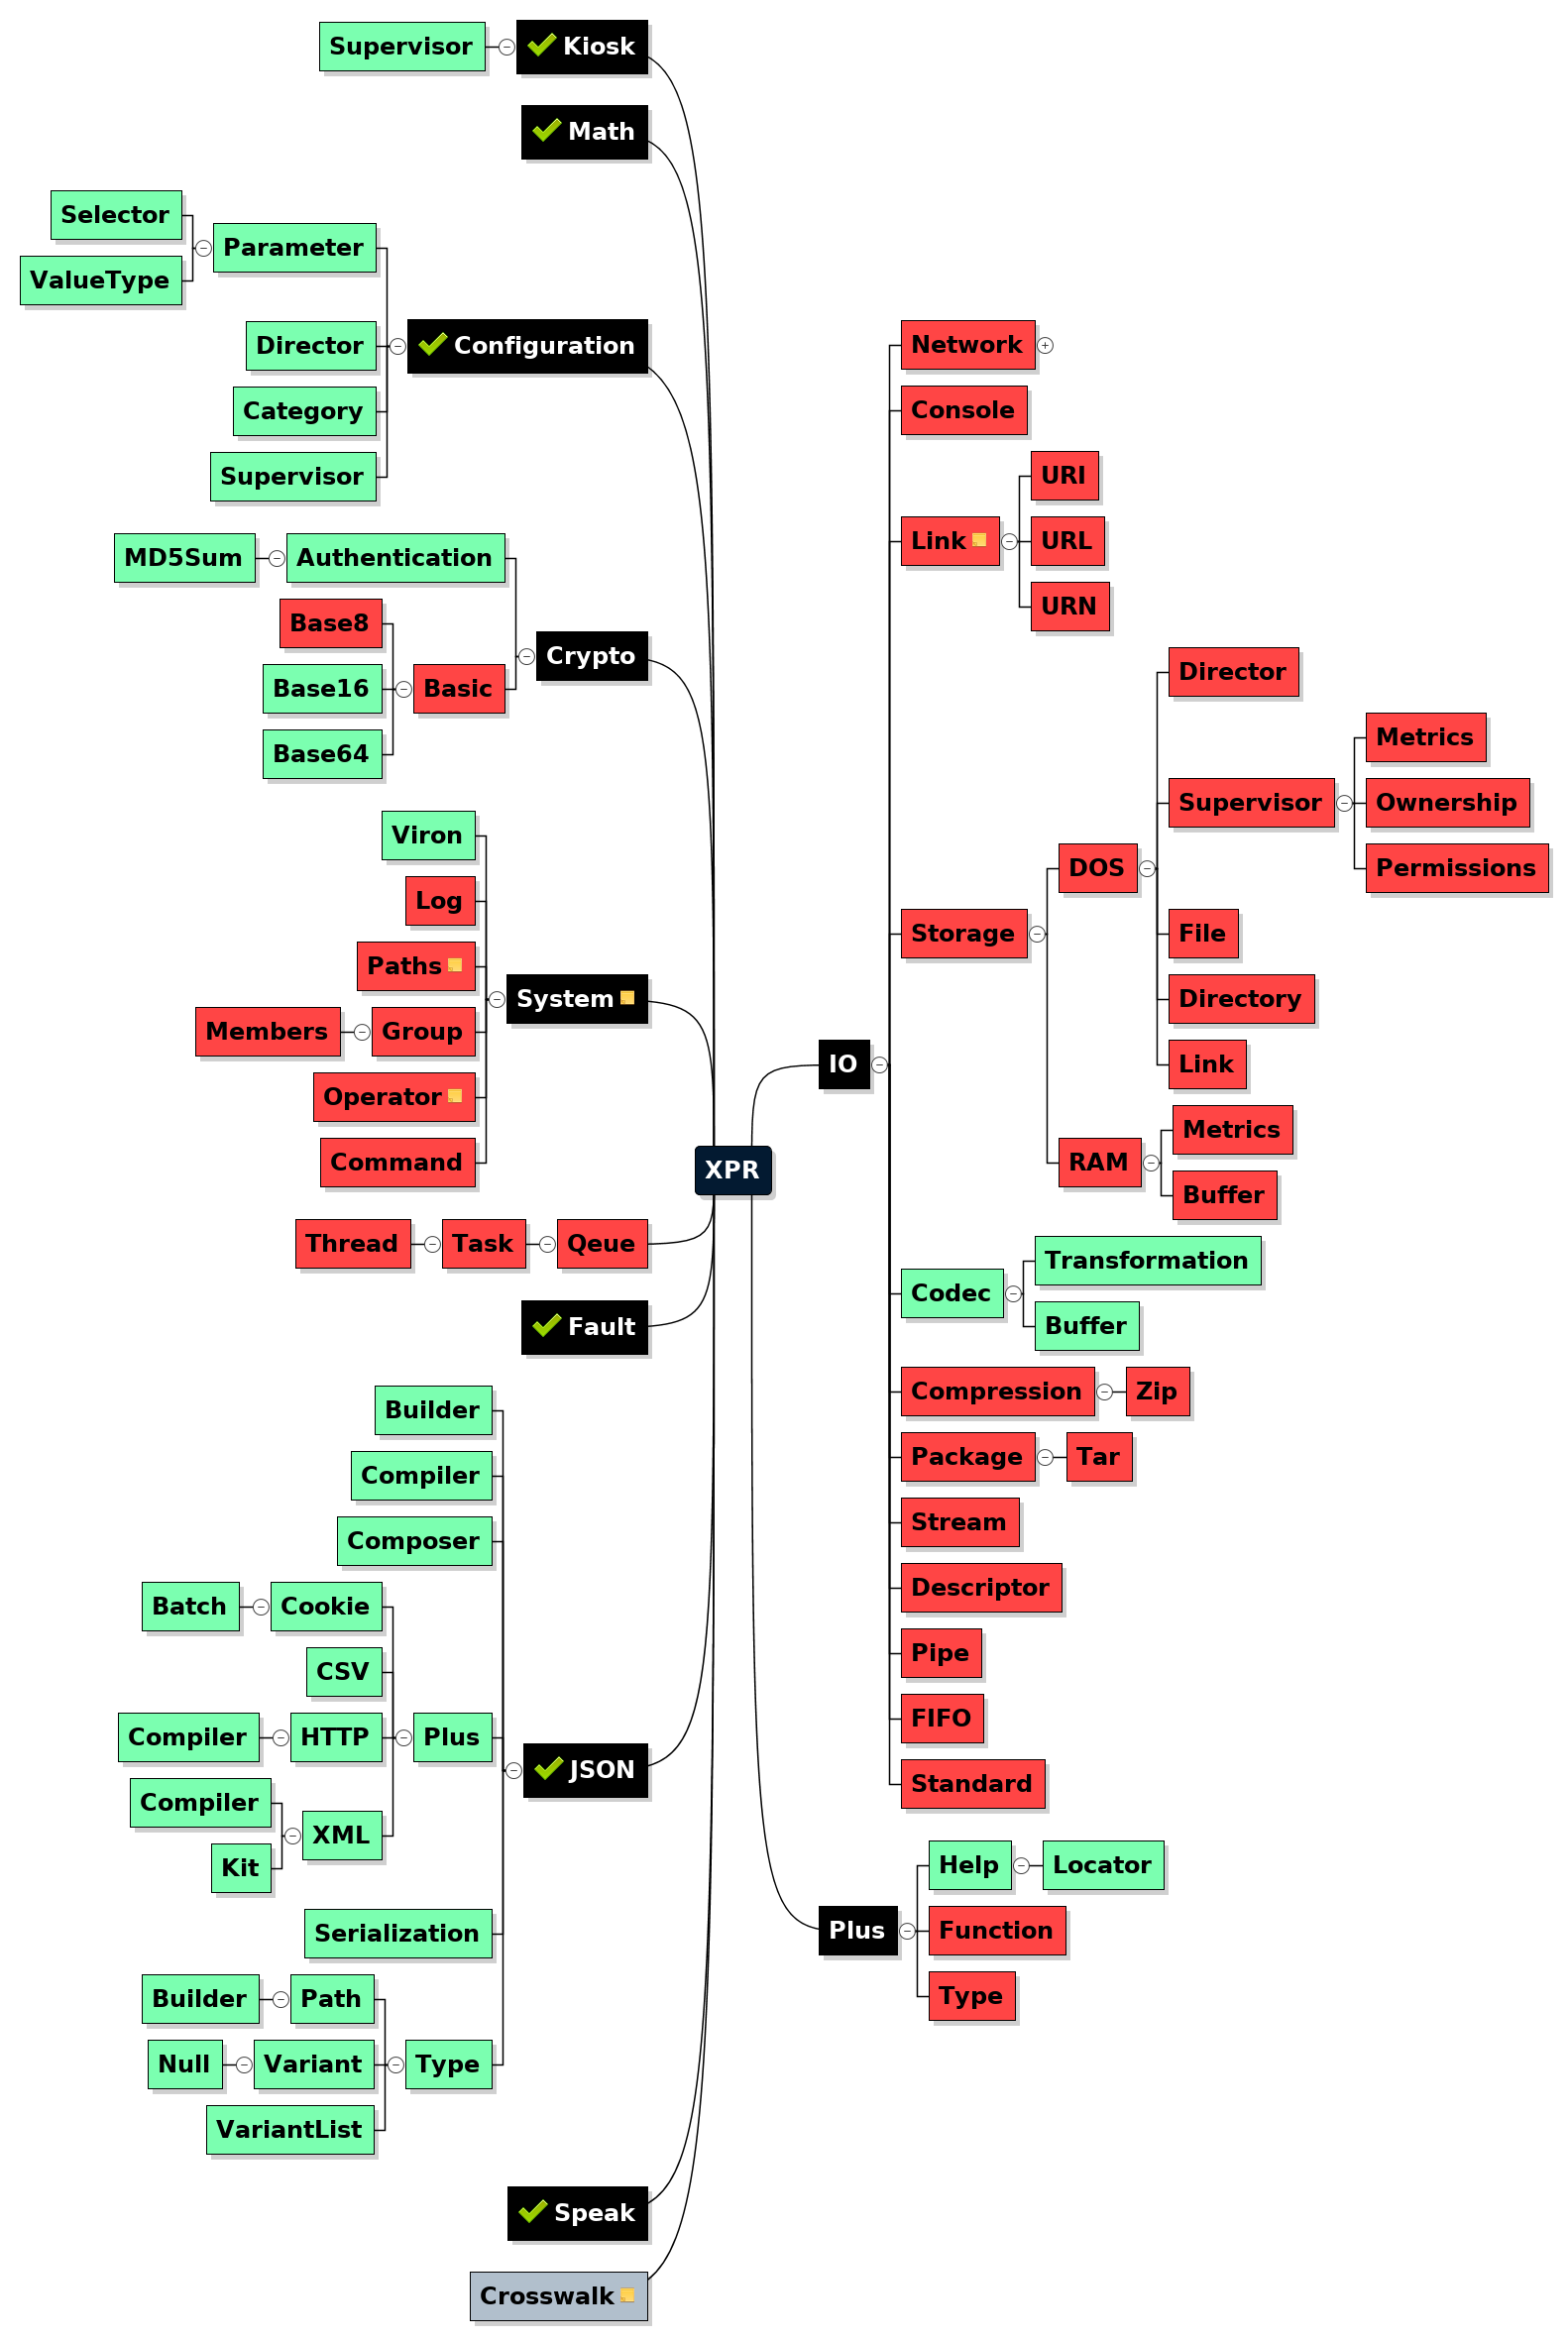 Kiosk
Supervisor
Math
Configuration
Parameter
Selector
ValueType
Director
Category
Supervisor
Crypto
Authentication
MD5Sum
Basic
Base8
Base16
Base64
System
Viron
Log
Paths
Group
Members
Operator
Command
Qeue
Task
Thread
Fault
JSON
Builder
Compiler
Composer
Plus
Cookie
Batch
CSV
HTTP
Compiler
XML
Compiler
Kit
Serialization
Type
Path
Builder
Variant
Null
VariantList
Speak
Crosswalk
XPR
IO
Network
Console
Link
URI
URL
URN
Storage
DOS
Director
Supervisor
Metrics
Ownership
Permissions
File
Directory
Link
RAM
Metrics
Buffer
Codec
Transformation
Buffer
Compression
Zip
Package
Tar
Stream
Descriptor
Pipe
FIFO
Standard
Plus
Help
Locator
Function
Type